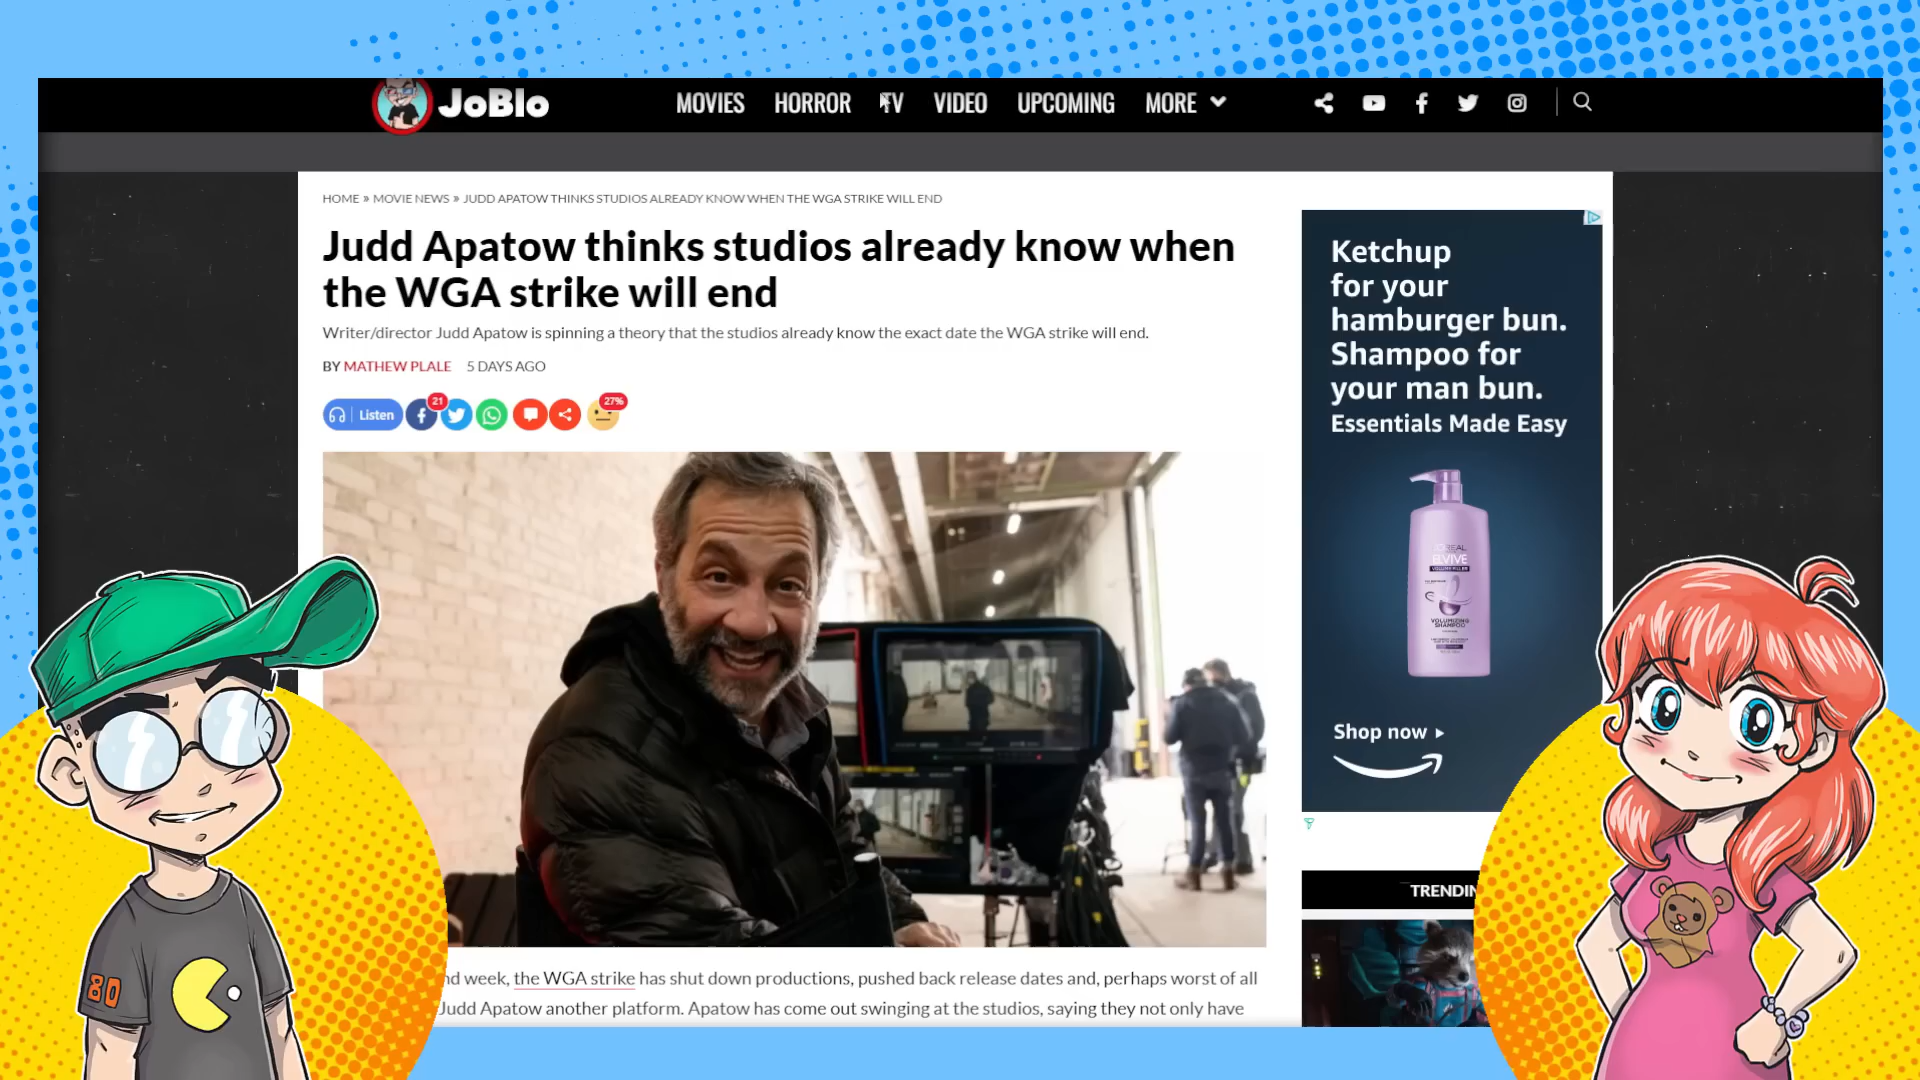 JoBlo
MOVIES HORROR TV VIDEO UPCOMING MORE
HOME » MOVIE NEWS » JUDD APATOW THINKS STUDIOS ALREADY KNOW WHEN THE WGA STRIKE WILL END
Judd Apatow thinks studios already know when
the WGA strike will end
Writer/director Judd Apatow is spinning a theory that the studios already know the exact date the WGA strike will end.
BY MATHEW PLALE 5 DAYS AGO
Listen
21
27%
Ketchup
for your
hamburger bun.
Shampoo for
your man bun.
Essentials Made Easy
ELVIVE
VOLUMIZING
SHAMPOO
Shop now
TRENDIN
80
week, the WGA strike has shut down productions, pushed back release dates and, perhaps worst of all
Judd Apatow another platform. Apatow has come out swinging at the studios, saying they not only have